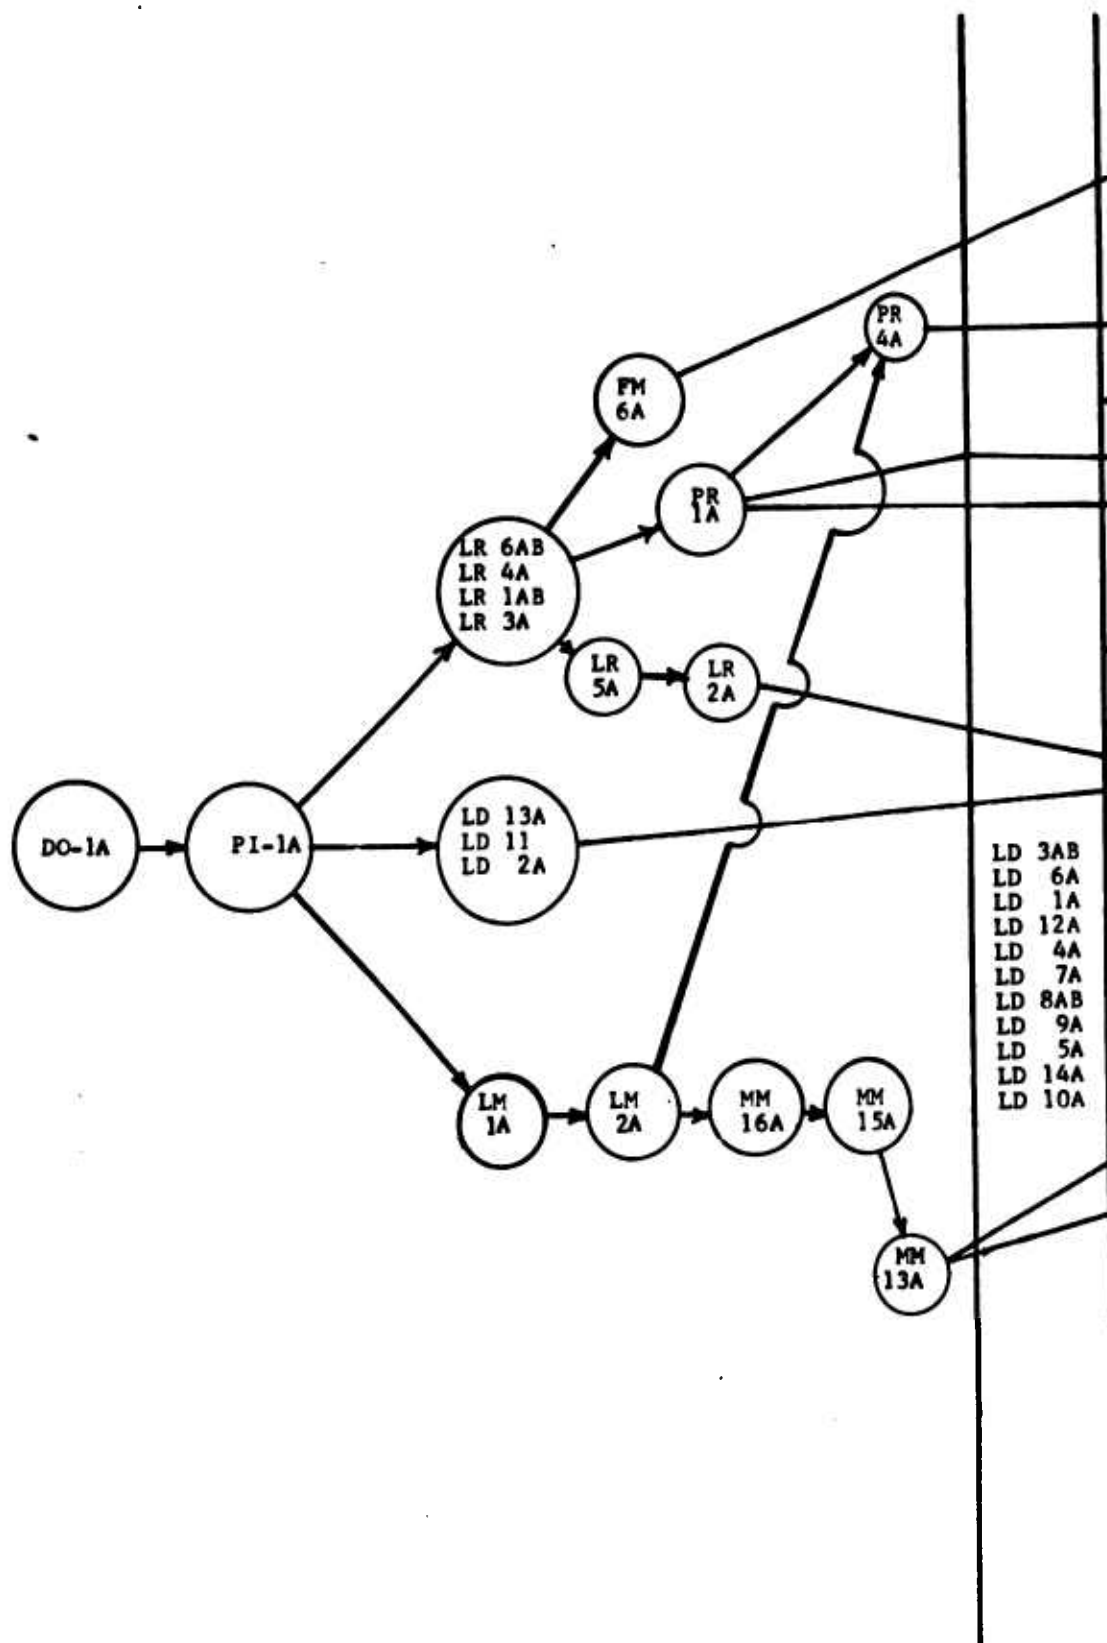 PR
4A
FM
6A
PR
1A
LR 6AB
LR 4A
LR 1AB
LR 3A
LR
5A
LR
2A
DO-1A
PI-1A
LD 13A
LD 11
LD 2A
LD 3AB
LD 6A
LD 1A
LD 12A
LD 4A
LD 7A
LD 8AB
LD 9A
LD 5A
LD 14A
LD 10A
LM
1A
LM
2A
MM
16A
MM
15A
MM
13A